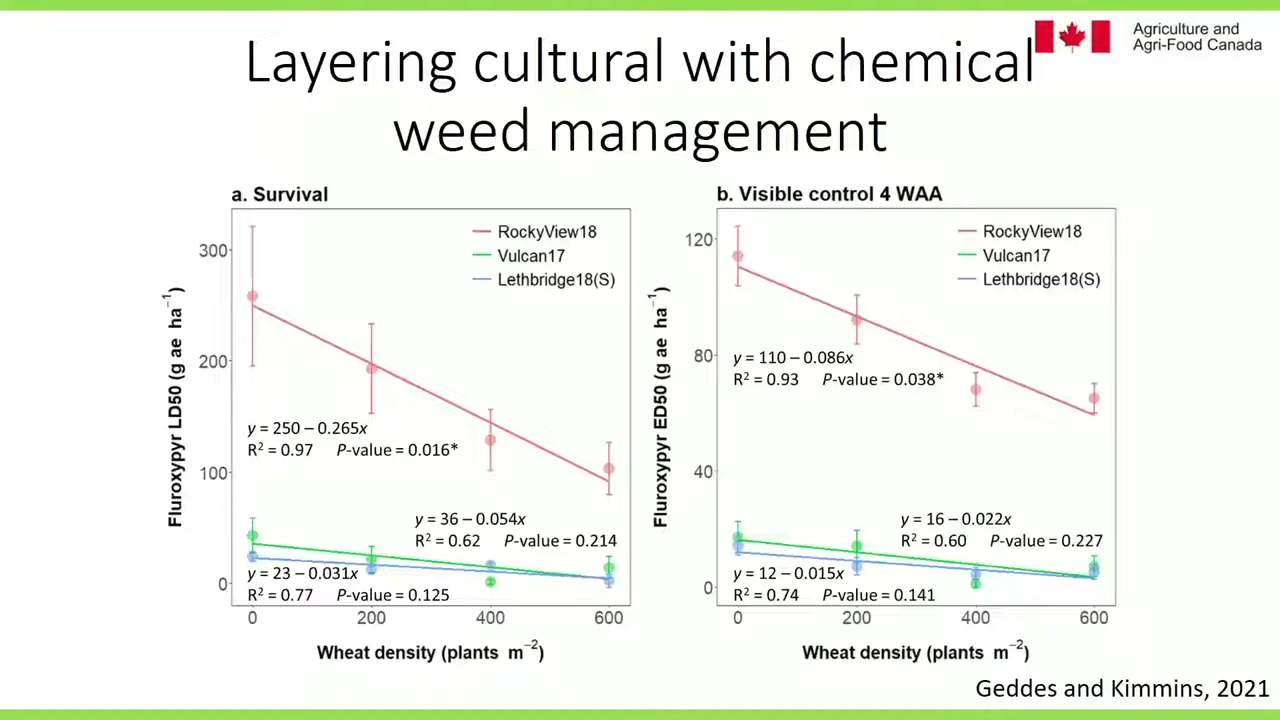 Agriculture and
Agri-Food Canada
Layering cultural with chemical
weed management
a. Survival
300
200
100
0
Fluroxypyr LD50 (g ae ha⁻¹)
RockyView18
Vulcan17
Lethbridge18(S)
y = 250 – 0.265x
R² = 0.97 P-value = 0.016*
y = 36 – 0.054x
R² = 0.62 P-value = 0.214
y = 23 – 0.031x
R² = 0.77 P-value = 0.125
0 200 400 600
Wheat density (plants m⁻²)
b. Visible control 4 WAA
120
80
40
0
Fluroxypyr ED50 (g ae ha⁻¹)
RockyView18
Vulcan17
Lethbridge18(S)
y = 110 – 0.086x
R² = 0.93 P-value = 0.038*
y = 16 – 0.022x
R² = 0.60 P-value = 0.227
y = 12 – 0.015x
R² = 0.74 P-value = 0.141
0 200 400 600
Wheat density (plants m⁻²)
Geddes and Kimmins, 2021